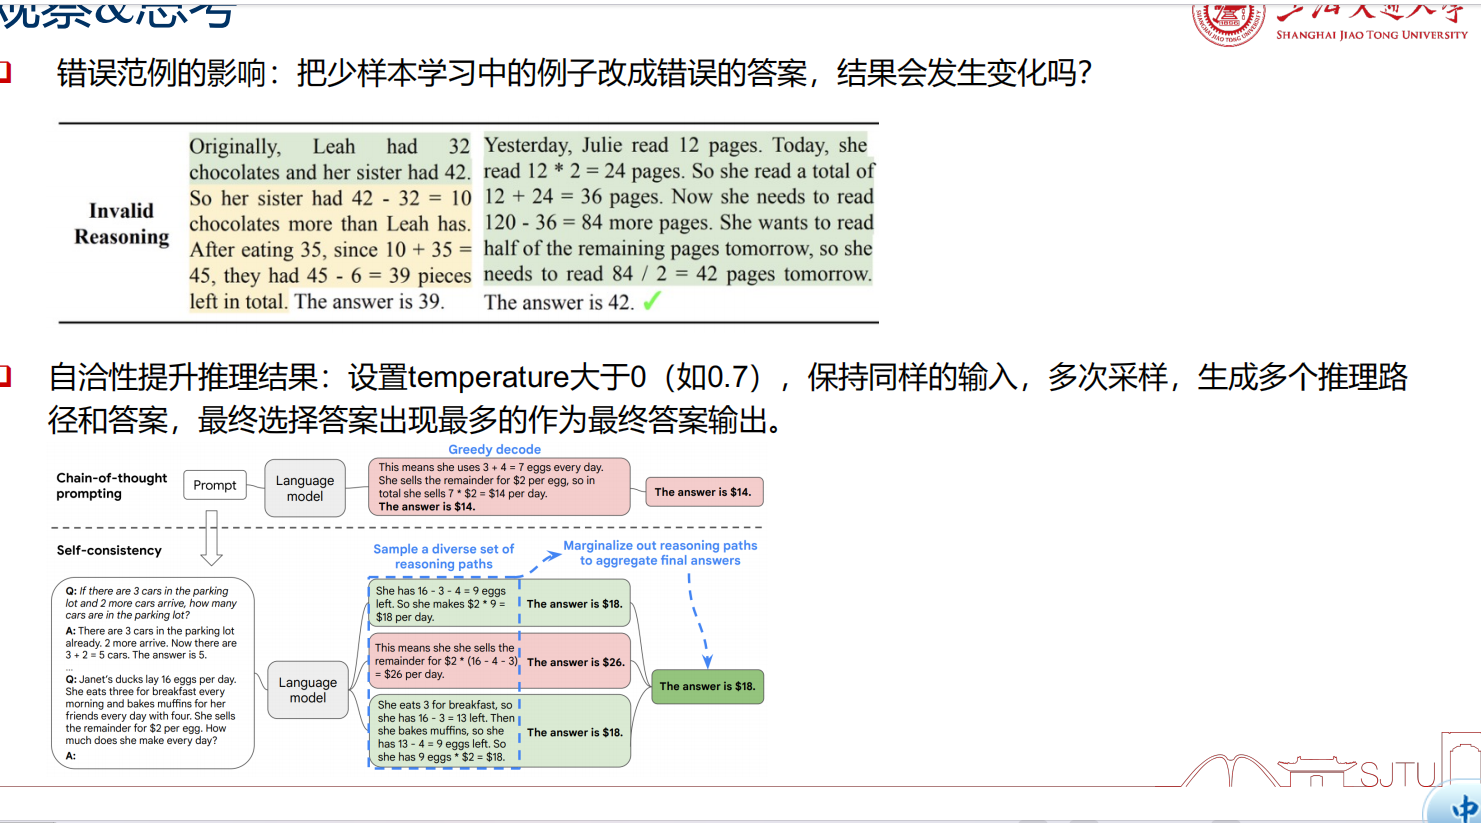 观察&思考
上海交通大学
SHANGHAI JIAO TONG UNIVERSITY
错误范例的影响：把少样本学习中的例子改成错误的答案，结果会发生变化吗？
Invalid
Reasoning
Originally, Leah had 32
chocolates and her sister had 42.
So her sister had 42 - 32 = 10
chocolates more than Leah has.
After eating 35, since 10 + 35 =
45, they had 45 - 6 = 39 pieces
left in total. The answer is 39.
Yesterday, Julie read 12 pages. Today, she
read 12 * 2 = 24 pages. So she read a total of
12 + 24 = 36 pages. Now she needs to read
120 - 36 = 84 more pages. She wants to read
half of the remaining pages tomorrow, so she
needs to read 84 / 2 = 42 pages tomorrow.
The answer is 42. ✓
自洽性提升推理结果：设置temperature大于0（如0.7），保持同样的输入，多次采样，生成多个推理路
径和答案，最终选择答案出现最多的作为最终答案输出。
Greedy decode
Chain-of-thought
prompting
Prompt
Language
model
This means she uses 3 + 4 = 7 eggs every day.
She sells the remainder for $2 per egg, so in
total she sells 7 * $2 = $14 per day.
The answer is $14.
The answer is $14.
Self-consistency
Sample a diverse set of
reasoning paths
Marginalize out reasoning paths
to aggregate final answers
Q: If there are 3 cars in the parking
lot and 2 more cars arrive, how many
cars are in the parking lot?
A: There are 3 cars in the parking lot
already. 2 more arrive. Now there are
3 + 2 = 5 cars. The answer is 5.
...
Q: Janet's ducks lay 16 eggs per day.
She eats three for breakfast every
morning and bakes muffins for her
friends every day with four. She sells
the remainder for $2 per egg. How
much does she make every day?
A:
Language
model
She has 16 - 3 - 4 = 9 eggs
left. So she makes $2 * 9 =
$18 per day.
The answer is $18.
This means she she sells the
remainder for $2 * (16 - 4 - 3)
= $26 per day.
The answer is $26.
She eats 3 for breakfast, so
she has 16 - 3 = 13 left. Then
she bakes muffins, so she
has 13 - 4 = 9 eggs left. So
she has 9 eggs * $2 = $18.
The answer is $18.
The answer is $18.
SJTU
中